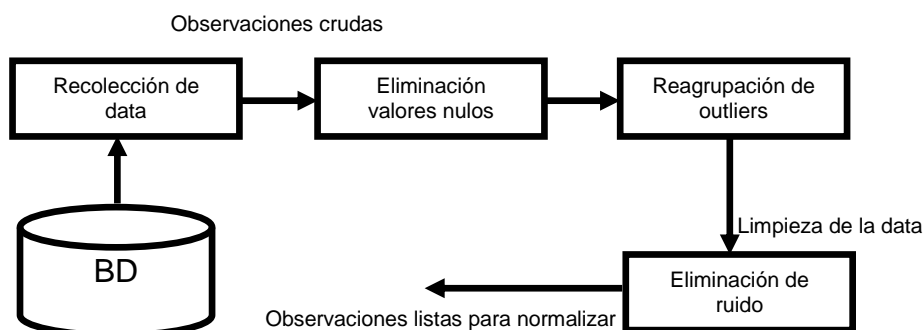 Observaciones crudas
Recolección de
data
Eliminación
valores nulos
Reagrupación de
outliers
BD
Limpieza de la data
Eliminación de
ruido
Observaciones listas para normalizar